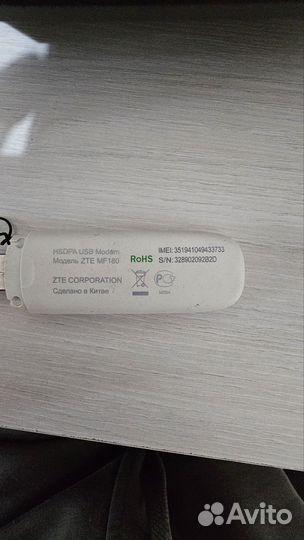 HSDPA USB Modem
Модель ZTE MF180
RoHS
IMEI: 351941049433733
S/N: 328902092B2D
ZTE CORPORATION
Сделано в Китае
Avito